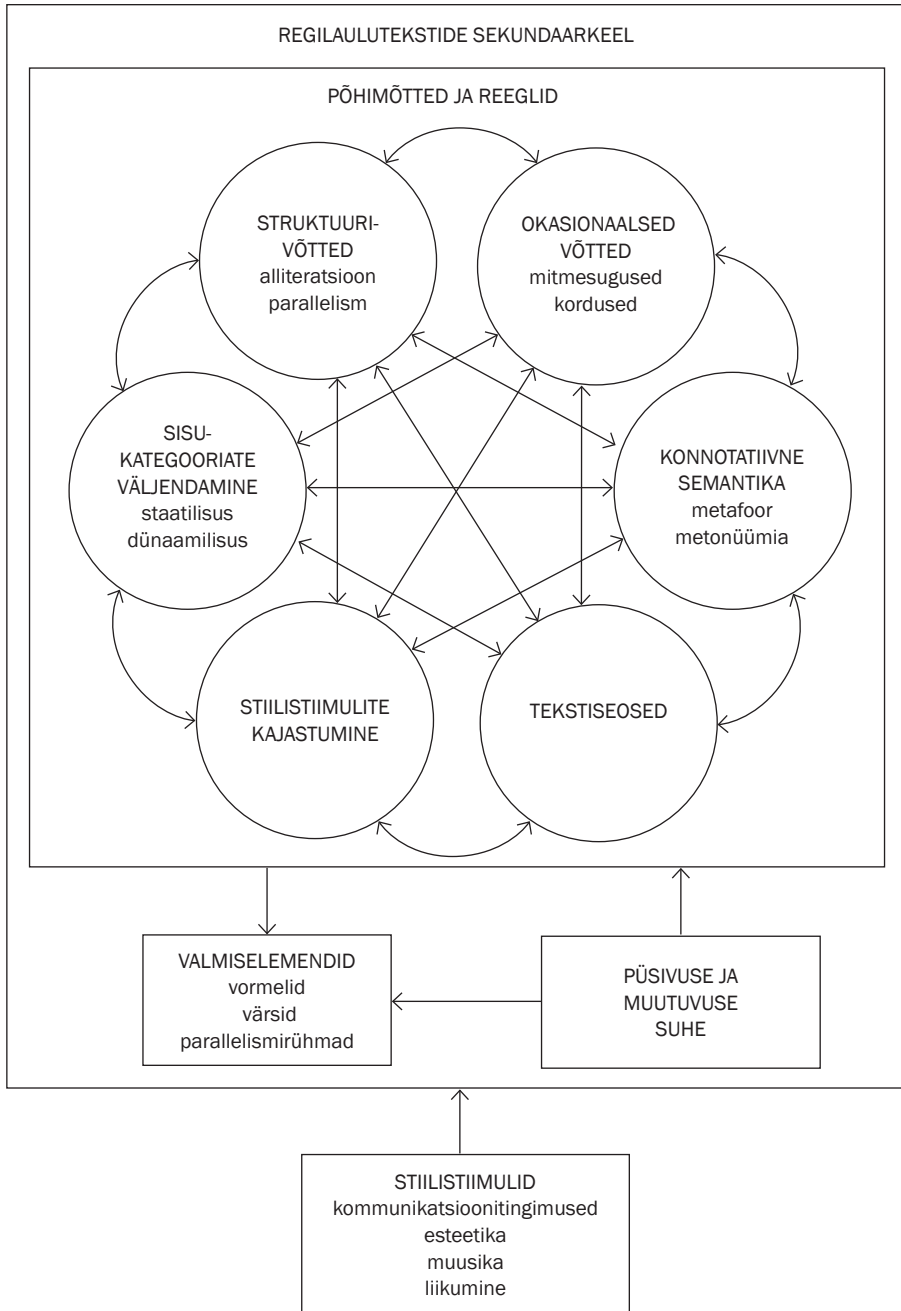 REGILAULUTEKSTIDE SEKUNDAARKEEL
PÕHIMÕTTED JA REEGLID
STRUKTUURI-
VÕTTED
alliteratsioon
parallelism
OKASIONAALSED
VÕTTED
mitmesugused
kordused
SISU-
KATEGOORIATE
VÄLJENDAMINE
staatilisus
dünaamilisus
KONNOTATIIVNE
SEMANTIKA
metafoor
metonüümia
STIILISTIIMULITE
KAJASTUMINE
TEKSTISEOSED
VALMISELEMENDID
vormelid
värsid
parallelismirühmad
PÜSIVUSE JA
MUUTUVUSE
SUHE
STIILISTIIMULID
kommunikatsioonitingimused
esteetika
muusika
liikumine